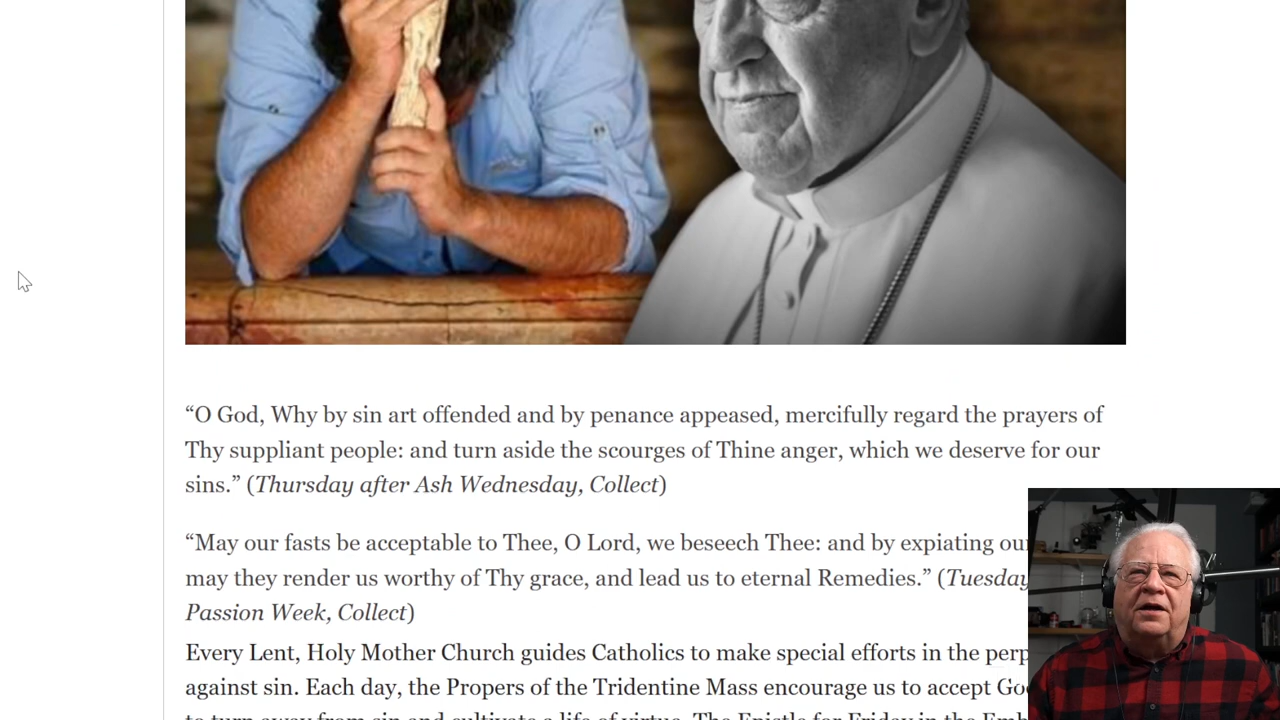 “O God, Why by sin art offended and by penance appeased, mercifully regard the prayers of
Thy suppliant people: and turn aside the scourges of Thine anger, which we deserve for our
sins.” (Thursday after Ash Wednesday, Collect)
“May our fasts be acceptable to Thee, O Lord, we beseech Thee: and by expiating our
may they render us worthy of Thy grace, and lead us to eternal Remedies.” (Tuesday
Passion Week, Collect)
Every Lent, Holy Mother Church guides Catholics to make special efforts in the
against sin. Each day, the Propers of the Tridentine Mass encourage us to accept
to turn away from sin and cultivate a life of virtue. The Epistle for Friday in the